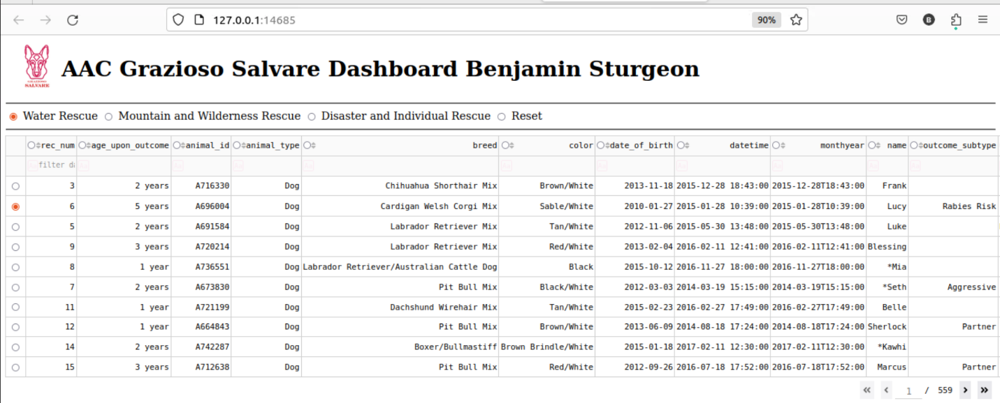 127.0.0.1:14685 90% B
AAC Grazioso Salvare Dashboard Benjamin Sturgeon
SALVARE
Water Rescue Mountain and Wilderness Rescue Disaster and Individual Rescue Reset
rec_num age_upon_outcome animal_id animal_type breed color date_of_birth datetime monthyear name outcome_subtype
filter da
3 2 years A716330 Dog Chihuahua Shorthair Mix Brown/White 2013-11-18 2015-12-28 18:43:00 2015-12-28T18:43:00 Frank
6 5 years A696004 Dog Cardigan Welsh Corgi Mix Sable/White 2010-01-27 2015-01-28 10:39:00 2015-01-28T10:39:00 Lucy Rabies Risk
5 2 years A691584 Dog Labrador Retriever Mix Tan/White 2012-11-06 2015-05-30 13:48:00 2015-05-30T13:48:00 Luke
9 3 years A720214 Dog Labrador Retriever Mix Red/White 2013-02-04 2016-02-11 12:41:00 2016-02-11T12:41:00 Blessing
8 1 year A736551 Dog Labrador Retriever/Australian Cattle Dog Black 2015-10-12 2016-11-27 18:00:00 2016-11-27T18:00:00 *Mia
7 2 years A673830 Dog Pit Bull Mix Black/White 2012-03-03 2014-03-19 15:15:00 2014-03-19T15:15:00 *Seth Aggressive
11 1 year A721199 Dog Dachshund Wirehair Mix Tan/White 2015-02-23 2016-02-27 17:49:00 2016-02-27T17:49:00 Belle
12 1 year A664843 Dog Pit Bull Mix Brown/White 2013-06-09 2014-08-18 17:24:00 2014-08-18T17:24:00 Sherlock Partner
14 2 years A742287 Dog Boxer/Bullmastiff Brown Brindle/White 2015-01-18 2017-02-11 12:30:00 2017-02-11T12:30:00 *Kawhi
15 3 years A712638 Dog Pit Bull Mix Red/White 2012-09-26 2016-07-18 17:52:00 2016-07-18T17:52:00 Marcus Partner
« ‹ 1 / 559 › »